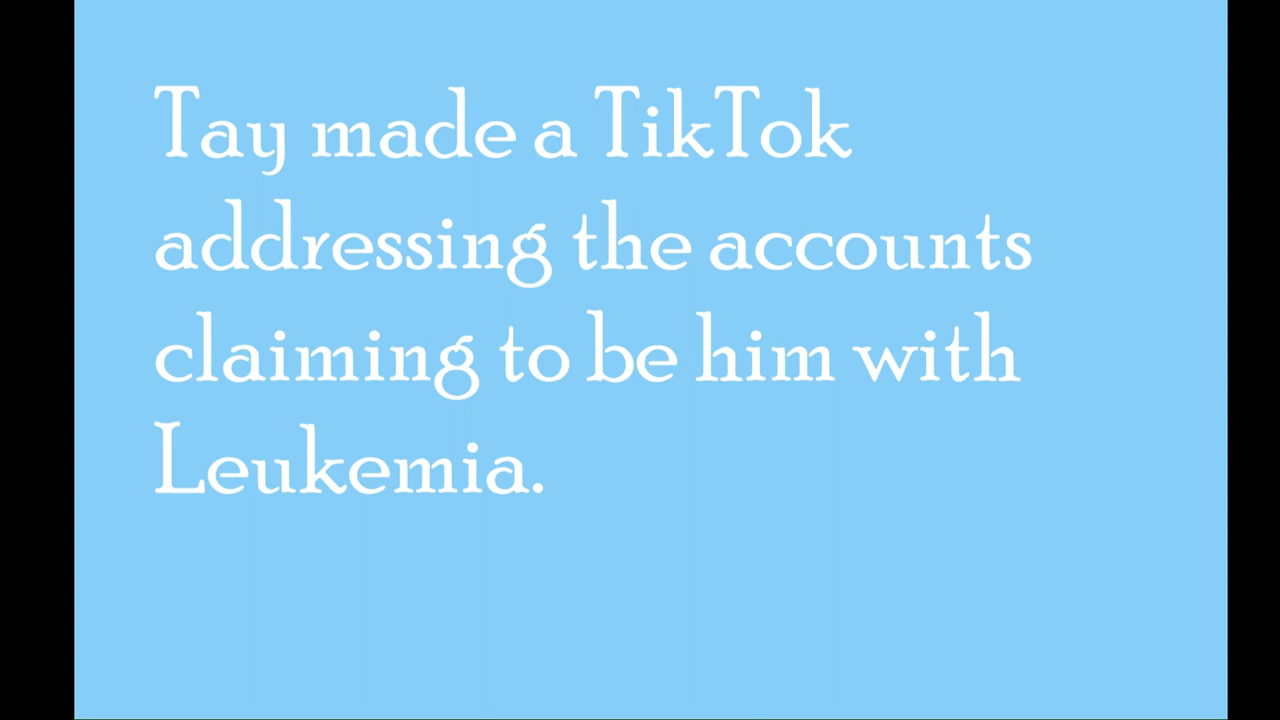 Tay made a TikTok
addressing the accounts
claiming to be him with
Leukemia.